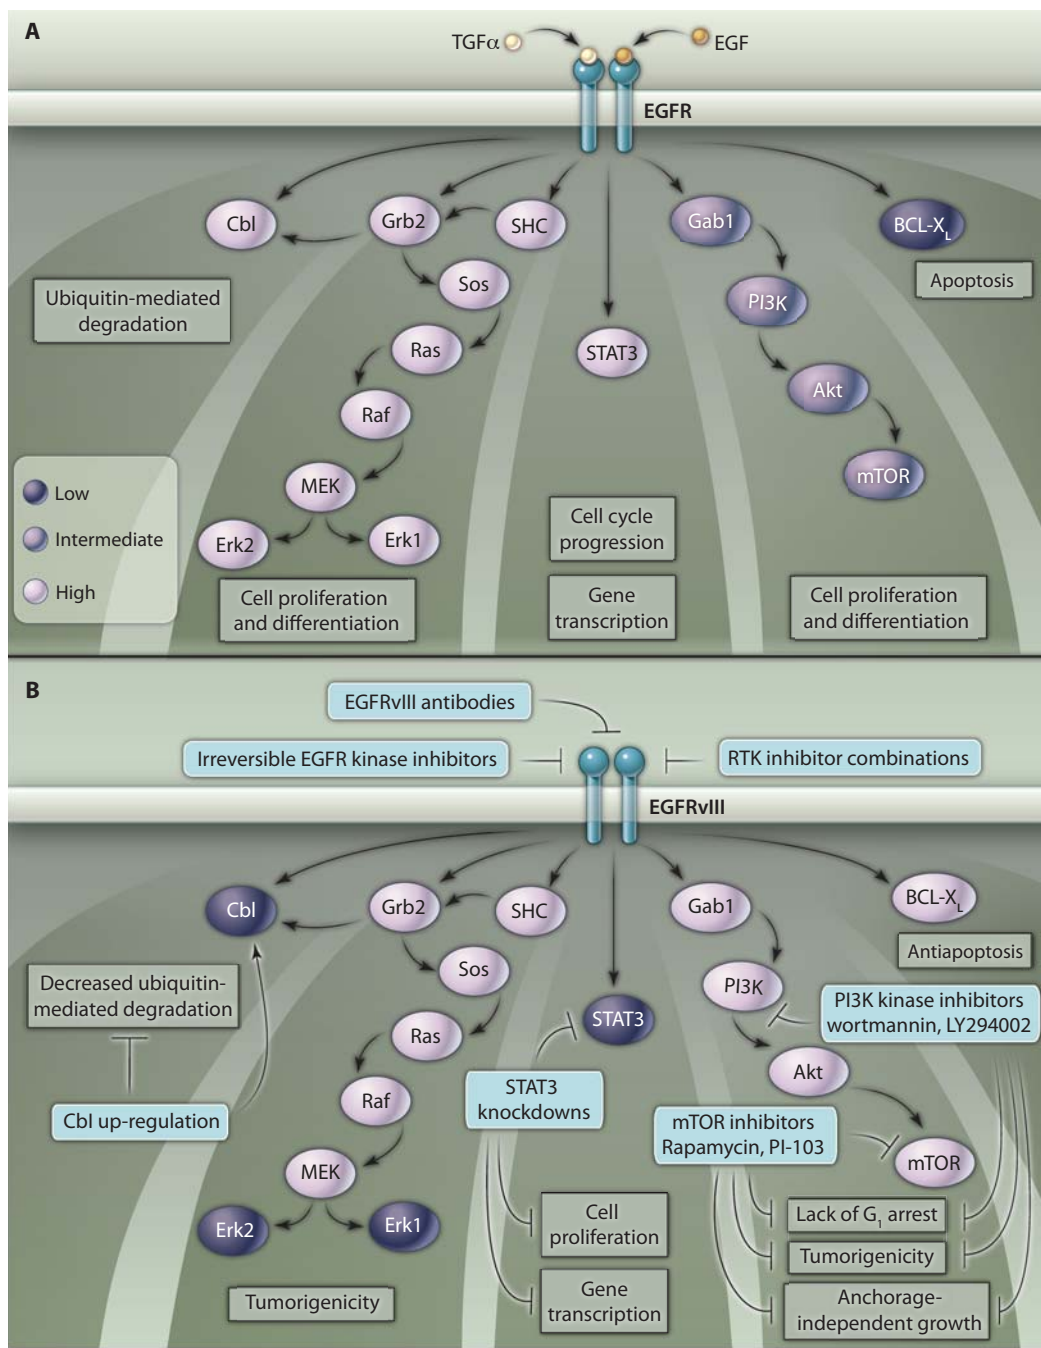 A
TGFα
EGF
EGFR
Cbl
Grb2
SHC
Gab1
BCL-X_L
Sos
Apoptosis
Ubiquitin-mediated
degradation
PI3K
Ras
STAT3
Akt
Raf
mTOR
MEK
Low
Intermediate
High
Erk2
Erk1
Cell cycle
progression
Cell proliferation
and differentiation
Gene
transcription
Cell proliferation
and differentiation
B
EGFRvIII antibodies
Irreversible EGFR kinase inhibitors
RTK inhibitor combinations
EGFRvIII
Cbl
Grb2
SHC
Gab1
BCL-X_L
Antiapoptosis
Sos
Decreased ubiquitin-
mediated degradation
PI3K
PI3K kinase inhibitors
wortmannin, LY294002
Ras
STAT3
Akt
Raf
STAT3
knockdowns
Cbl up-regulation
mTOR inhibitors
Rapamycin, PI-103
mTOR
MEK
Erk2
Erk1
Cell
proliferation
Lack of G₁ arrest
Tumorigenicity
Tumorigenicity
Gene
transcription
Anchorage-
independent growth